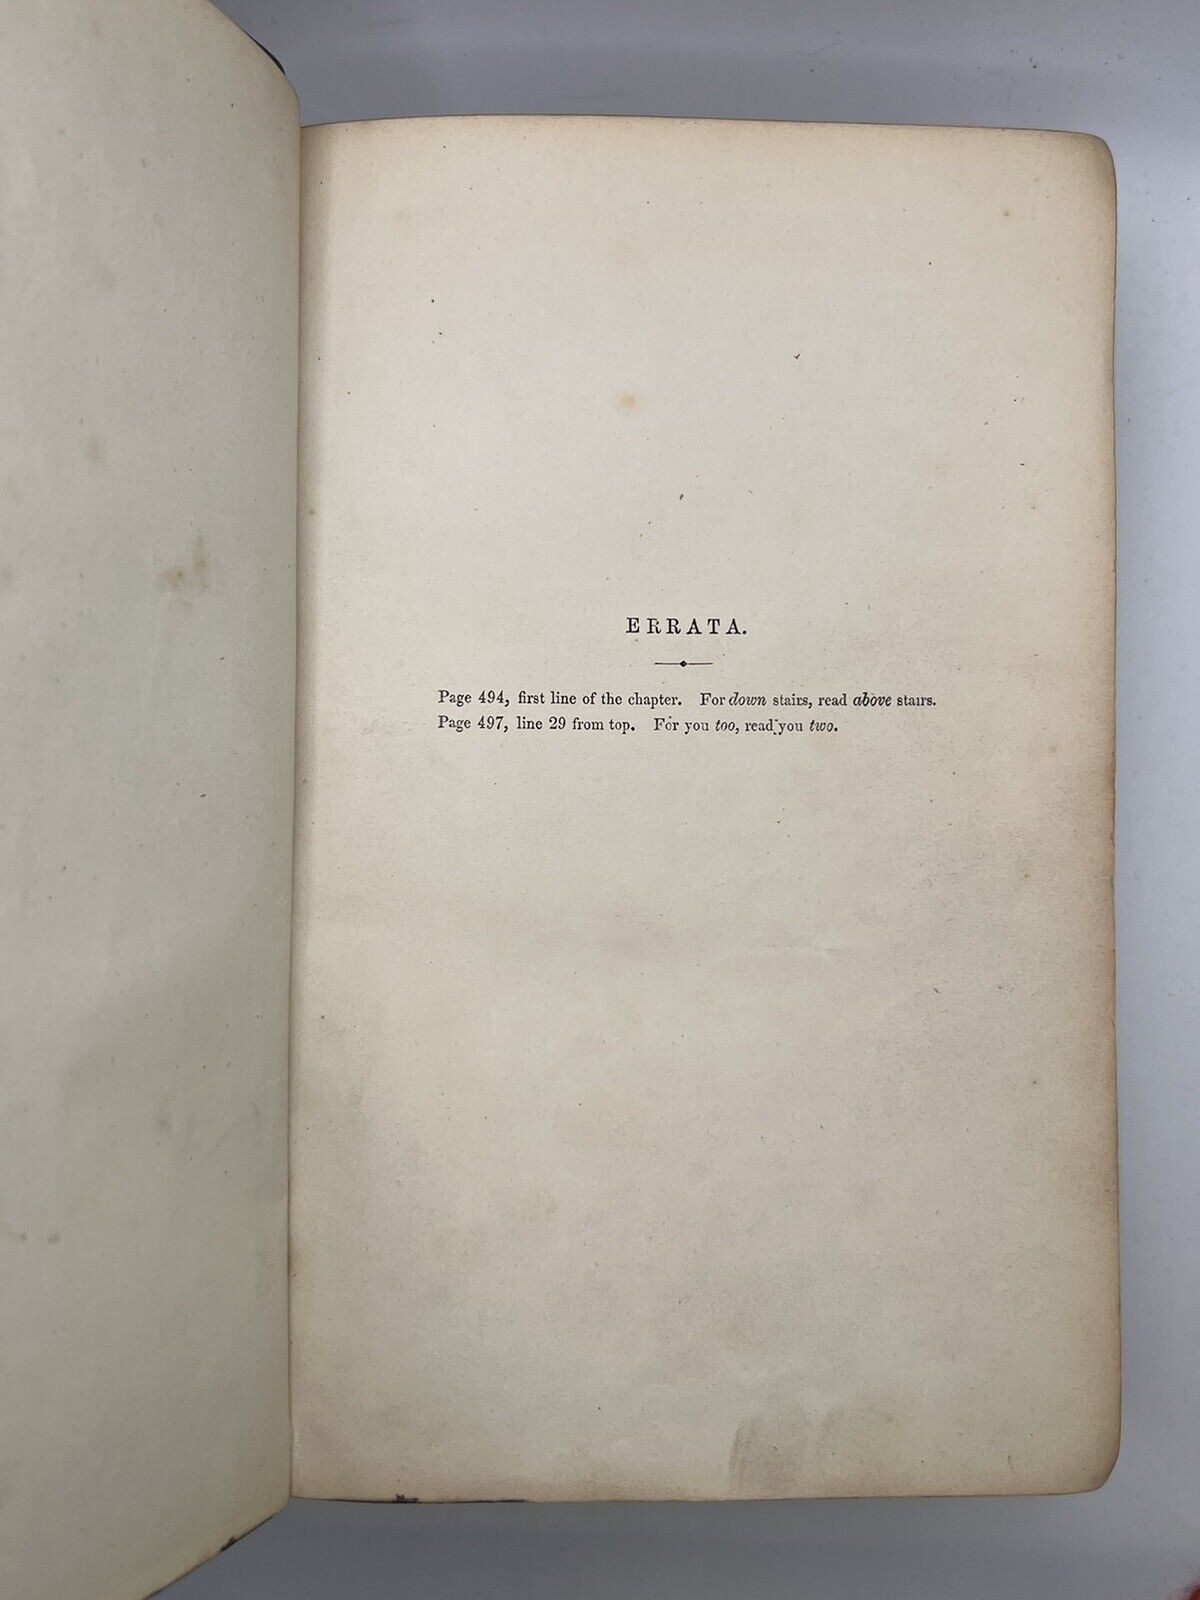 ERRATA.
Page 494, first line of the chapter. For down stairs, read above stairs.
Page 497, line 29 from top. For you too, read you two.